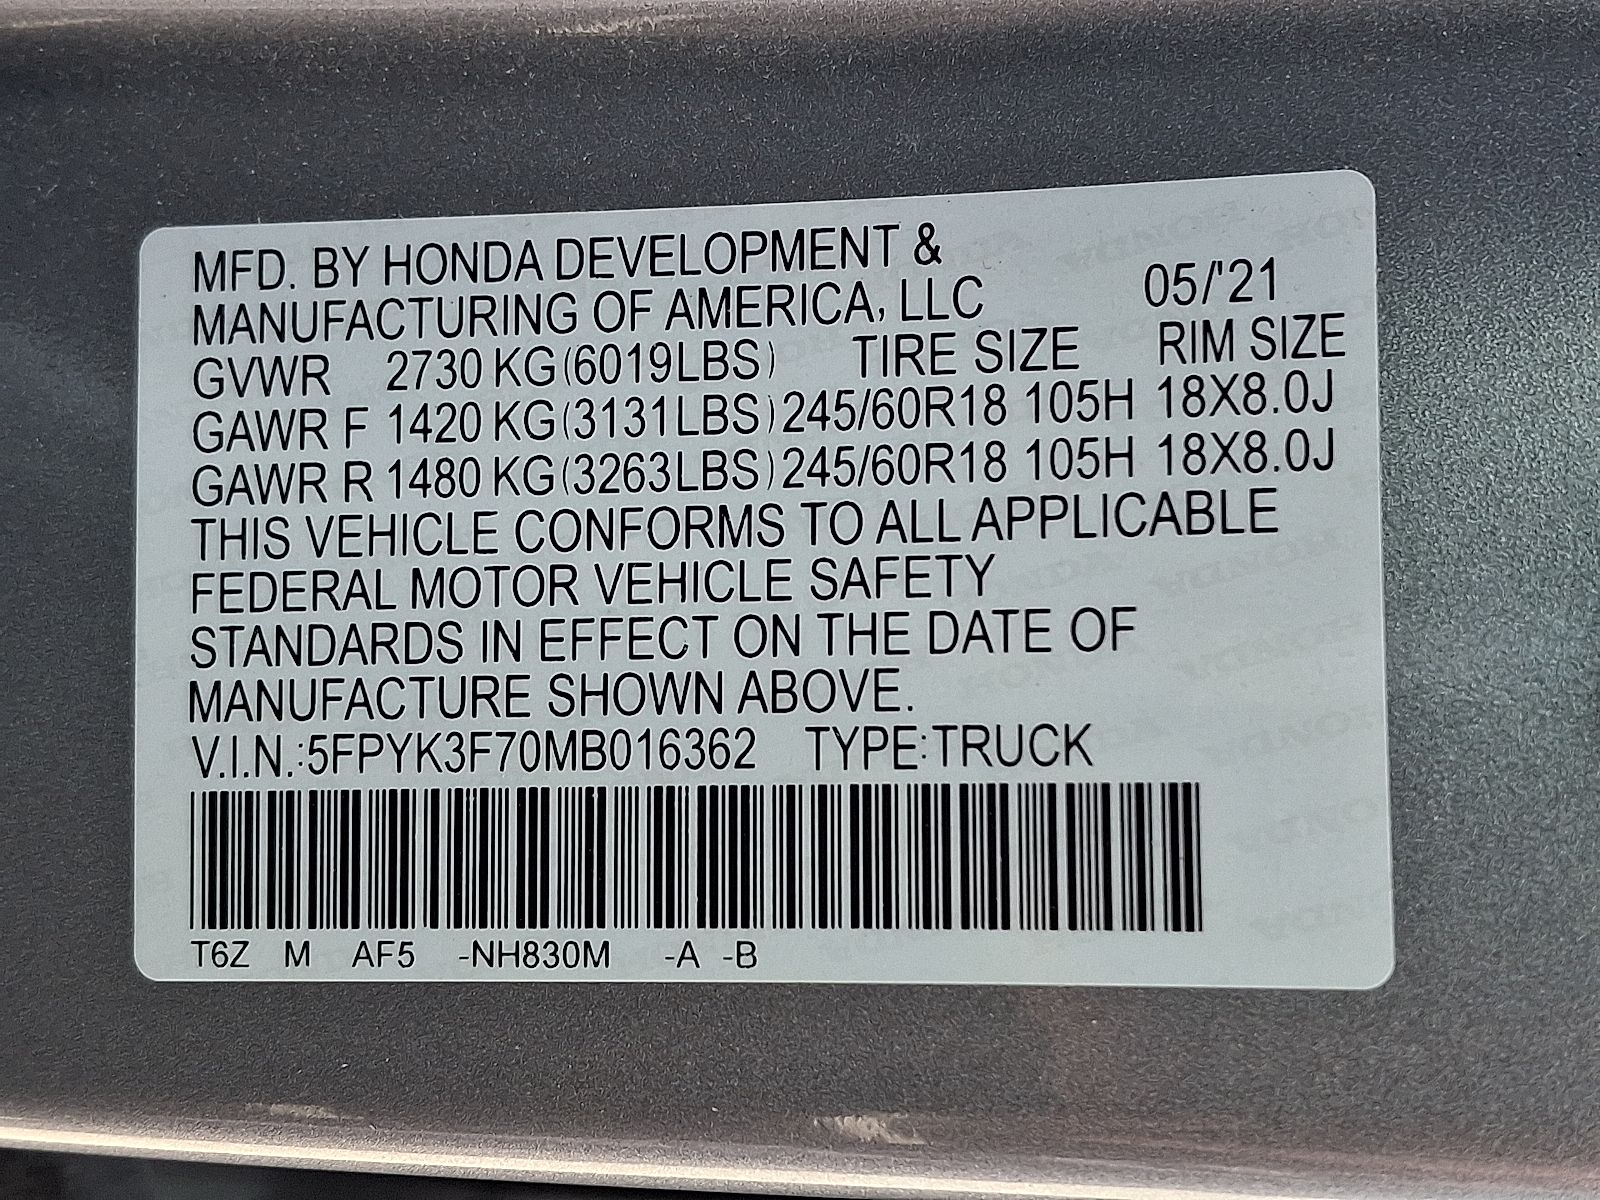 MFD. BY HONDA DEVELOPMENT &
MANUFACTURING OF AMERICA, LLC 05/'21
GVWR 2730 KG(6019LBS) TIRE SIZE RIM SIZE
GAWR F 1420 KG(3131LBS)245/60R18 105H 18X8.0J
GAWR R 1480 KG(3263LBS)245/60R18 105H 18X8.0J
THIS VEHICLE CONFORMS TO ALL APPLICABLE
FEDERAL MOTOR VEHICLE SAFETY
STANDARDS IN EFFECT ON THE DATE OF
MANUFACTURE SHOWN ABOVE.
V.I.N.:5FPYK3F70MB016362 TYPE:TRUCK
T6Z M AF5 -NH830M -A -B